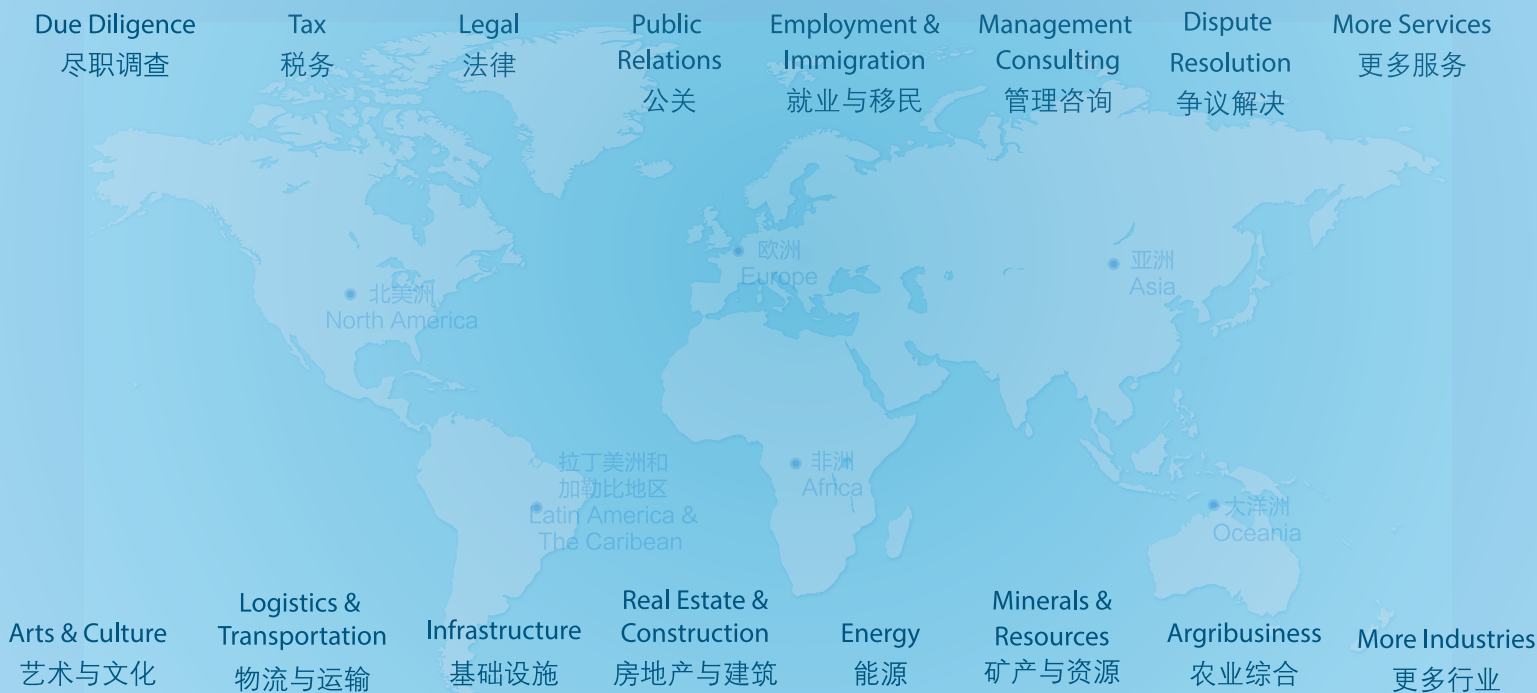 Due Diligence
尽职调查
Tax
税务
Legal
法律
Public
Relations
公关
Employment &
Immigration
就业与移民
Management
Consulting
管理咨询
Dispute
Resolution
争议解决
More Services
更多服务
北美洲
North America
欧洲
Europe
亚洲
Asia
拉丁美洲和
加勒比地区
Latin America &
The Caribean
非洲
Africa
大洋洲
Oceania
Arts & Culture
艺术与文化
Logistics &
Transportation
物流与运输
Infrastructure
基础设施
Real Estate &
Construction
房地产与建筑
Energy
能源
Minerals &
Resources
矿产与资源
Argribusiness
农业综合
More Industries
更多行业